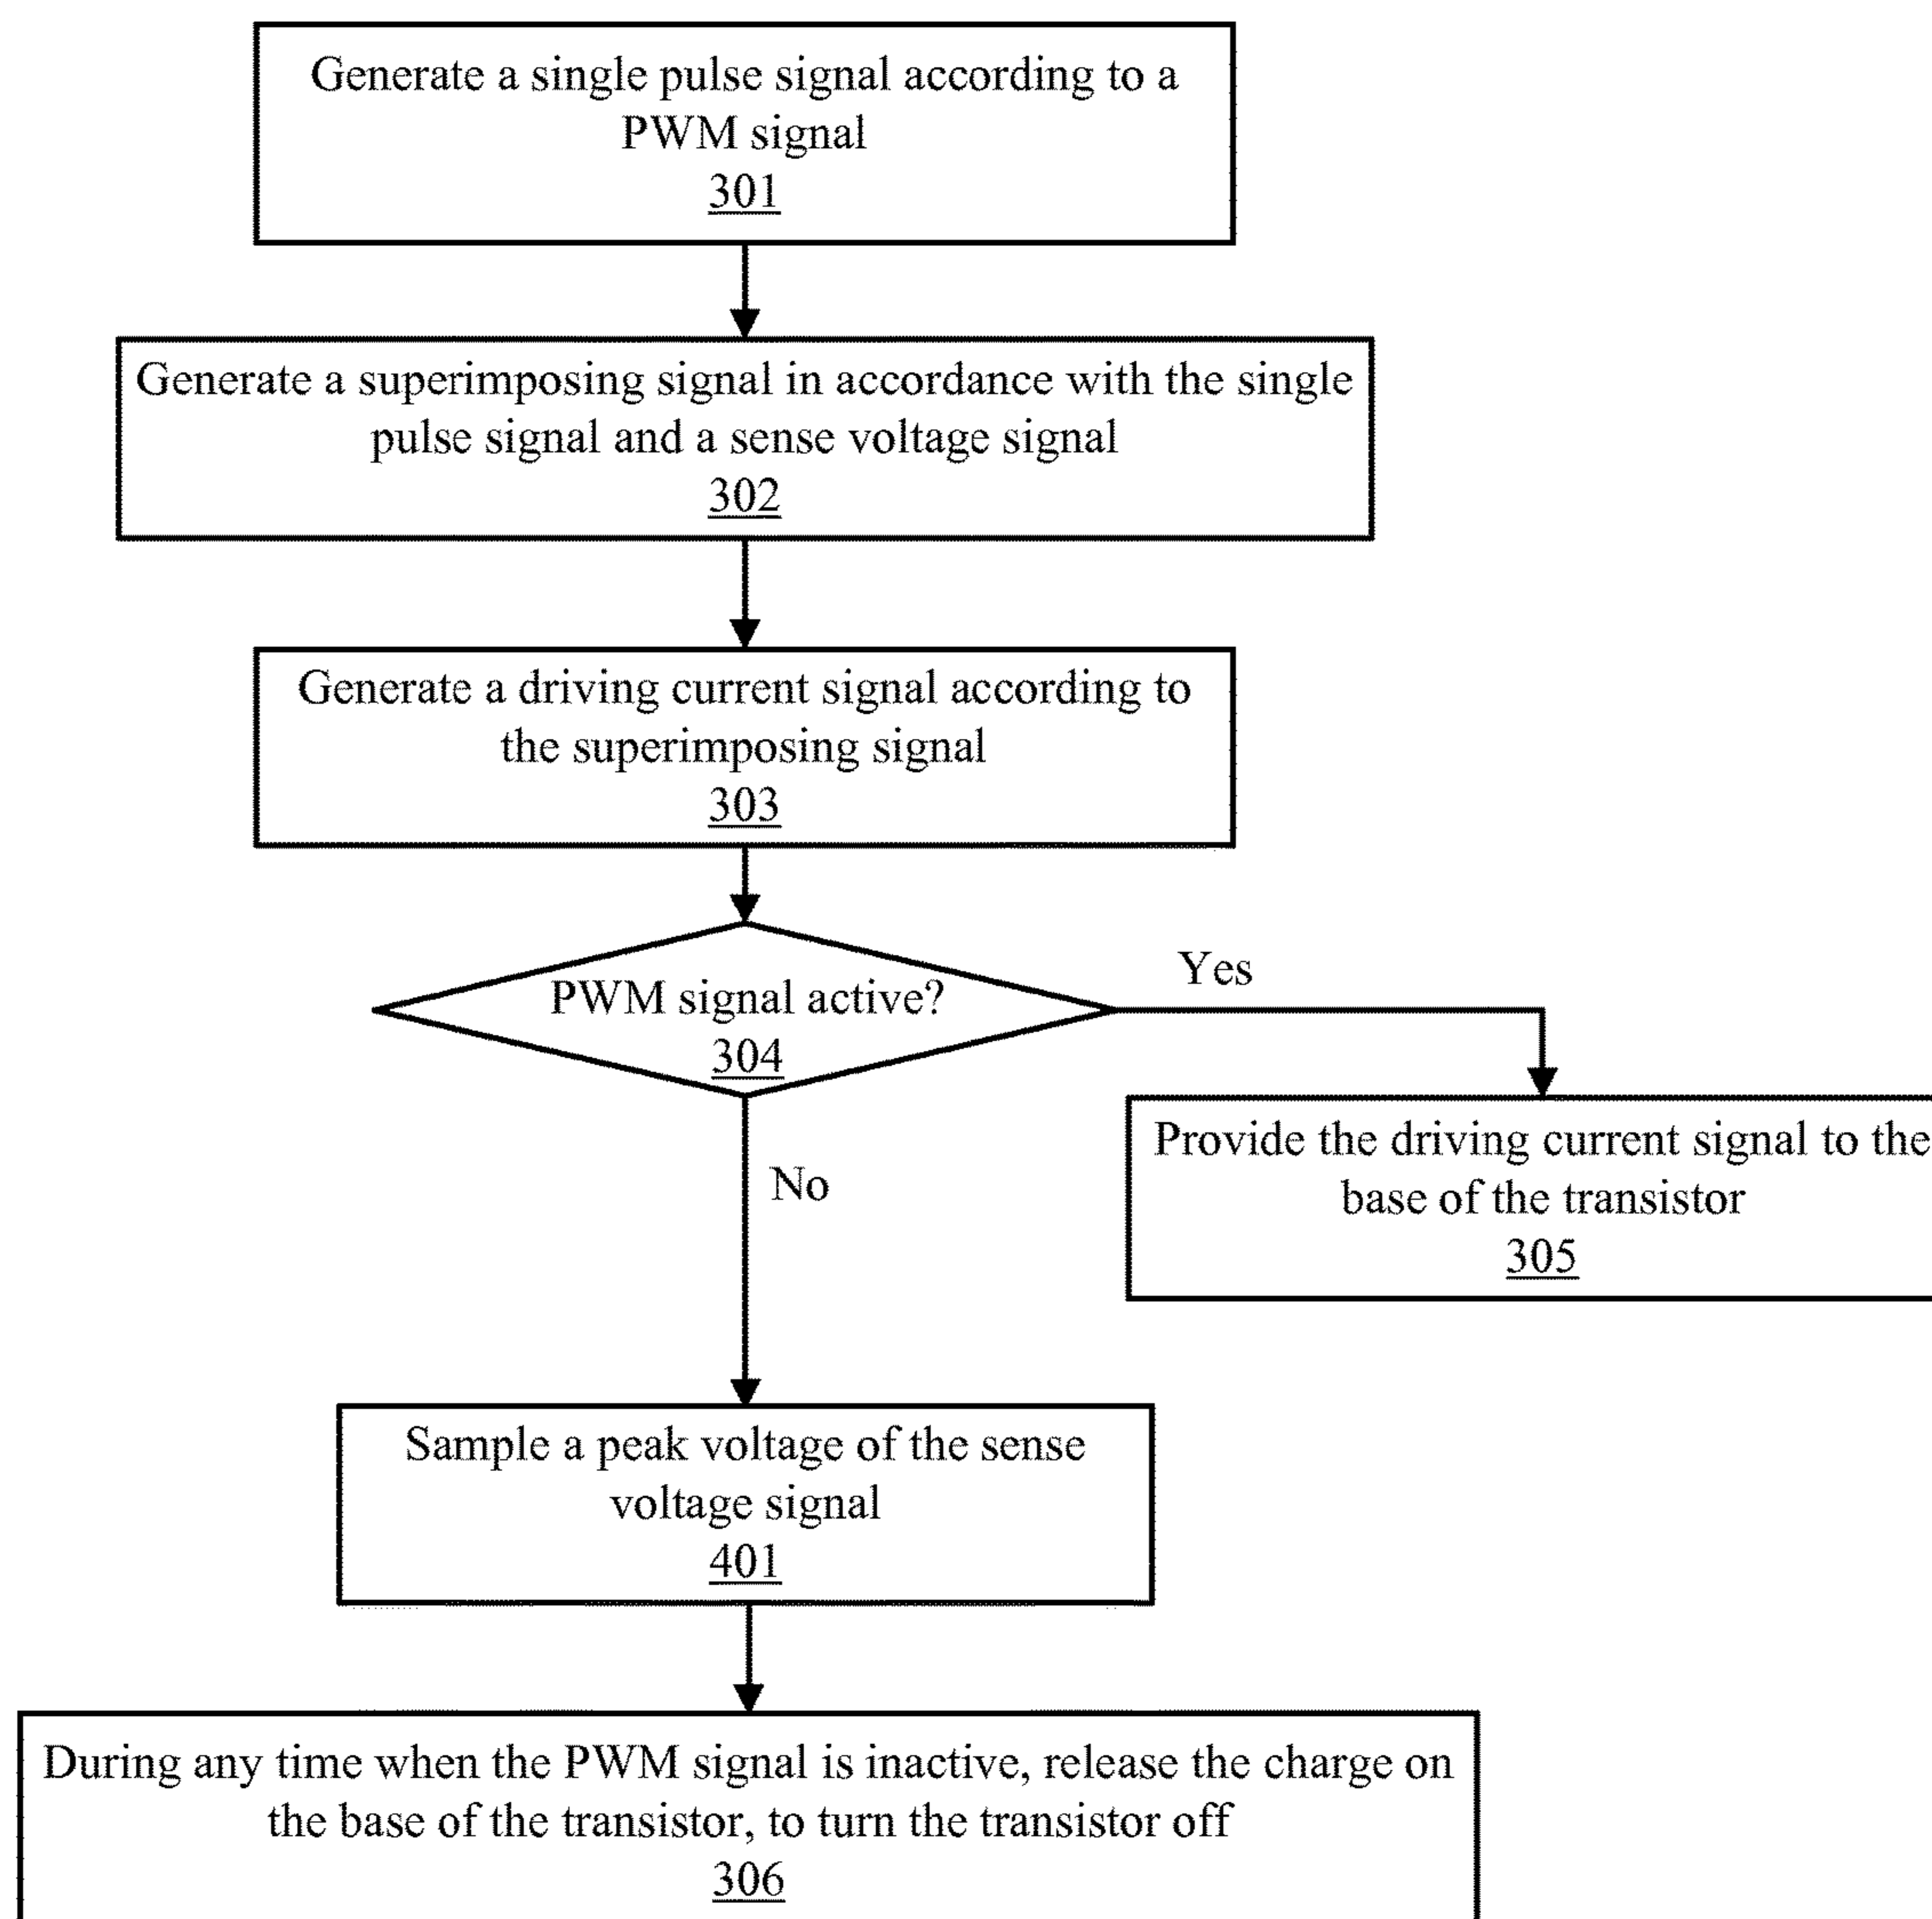 Generate a single pulse signal according to a
PWM signal
301
Generate a superimposing signal in accordance with the single
pulse signal and a sense voltage signal
302
Generate a driving current signal according to
the superimposing signal
303
PWM signal active?
304
Yes
No
Provide the driving current signal to the
base of the transistor
305
Sample a peak voltage of the sense
voltage signal
401
During any time when the PWM signal is inactive, release the charge on
the base of the transistor, to turn the transistor off
306